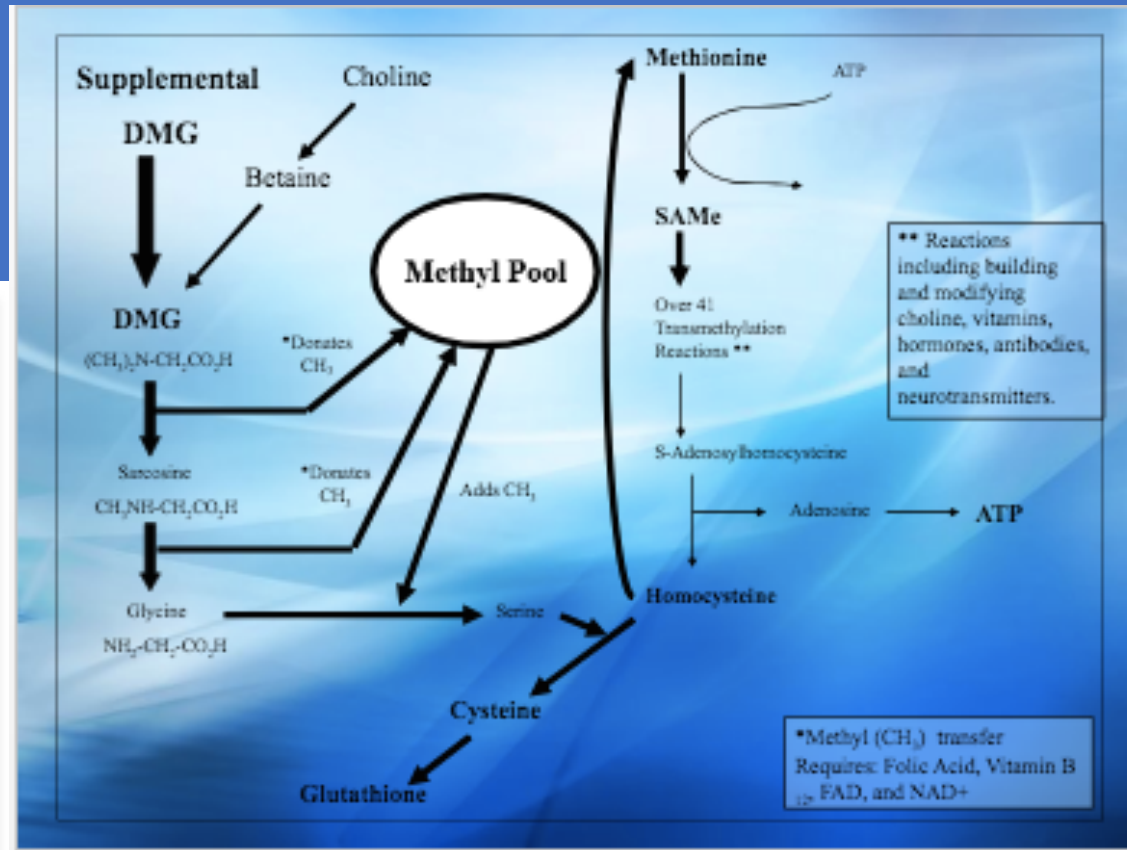 Supplemental
DMG
Choline
Betaine
DMG
(CH₃)₂N-CH₂CO₂H
*Donates
CH₃
Sarcosine
CH₃NH-CH₂CO₂H
*Donates
CH₃
Glycine
NH₂-CH₂-CO₂H
Methyl Pool
Adds CH₃
Serine
Cysteine
Glutathione
Methionine
ATP
SAMe
Over 41
Transmethylation
Reactions **
S-Adenosylhomocysteine
Adenosine
ATP
Homocysteine
** Reactions
including building
and modifying
choline, vitamins,
hormones, antibodies,
and
neurotransmitters.
*Methyl (CH₃) transfer
Requires: Folic Acid, Vitamin B
₁₂, FAD, and NAD+